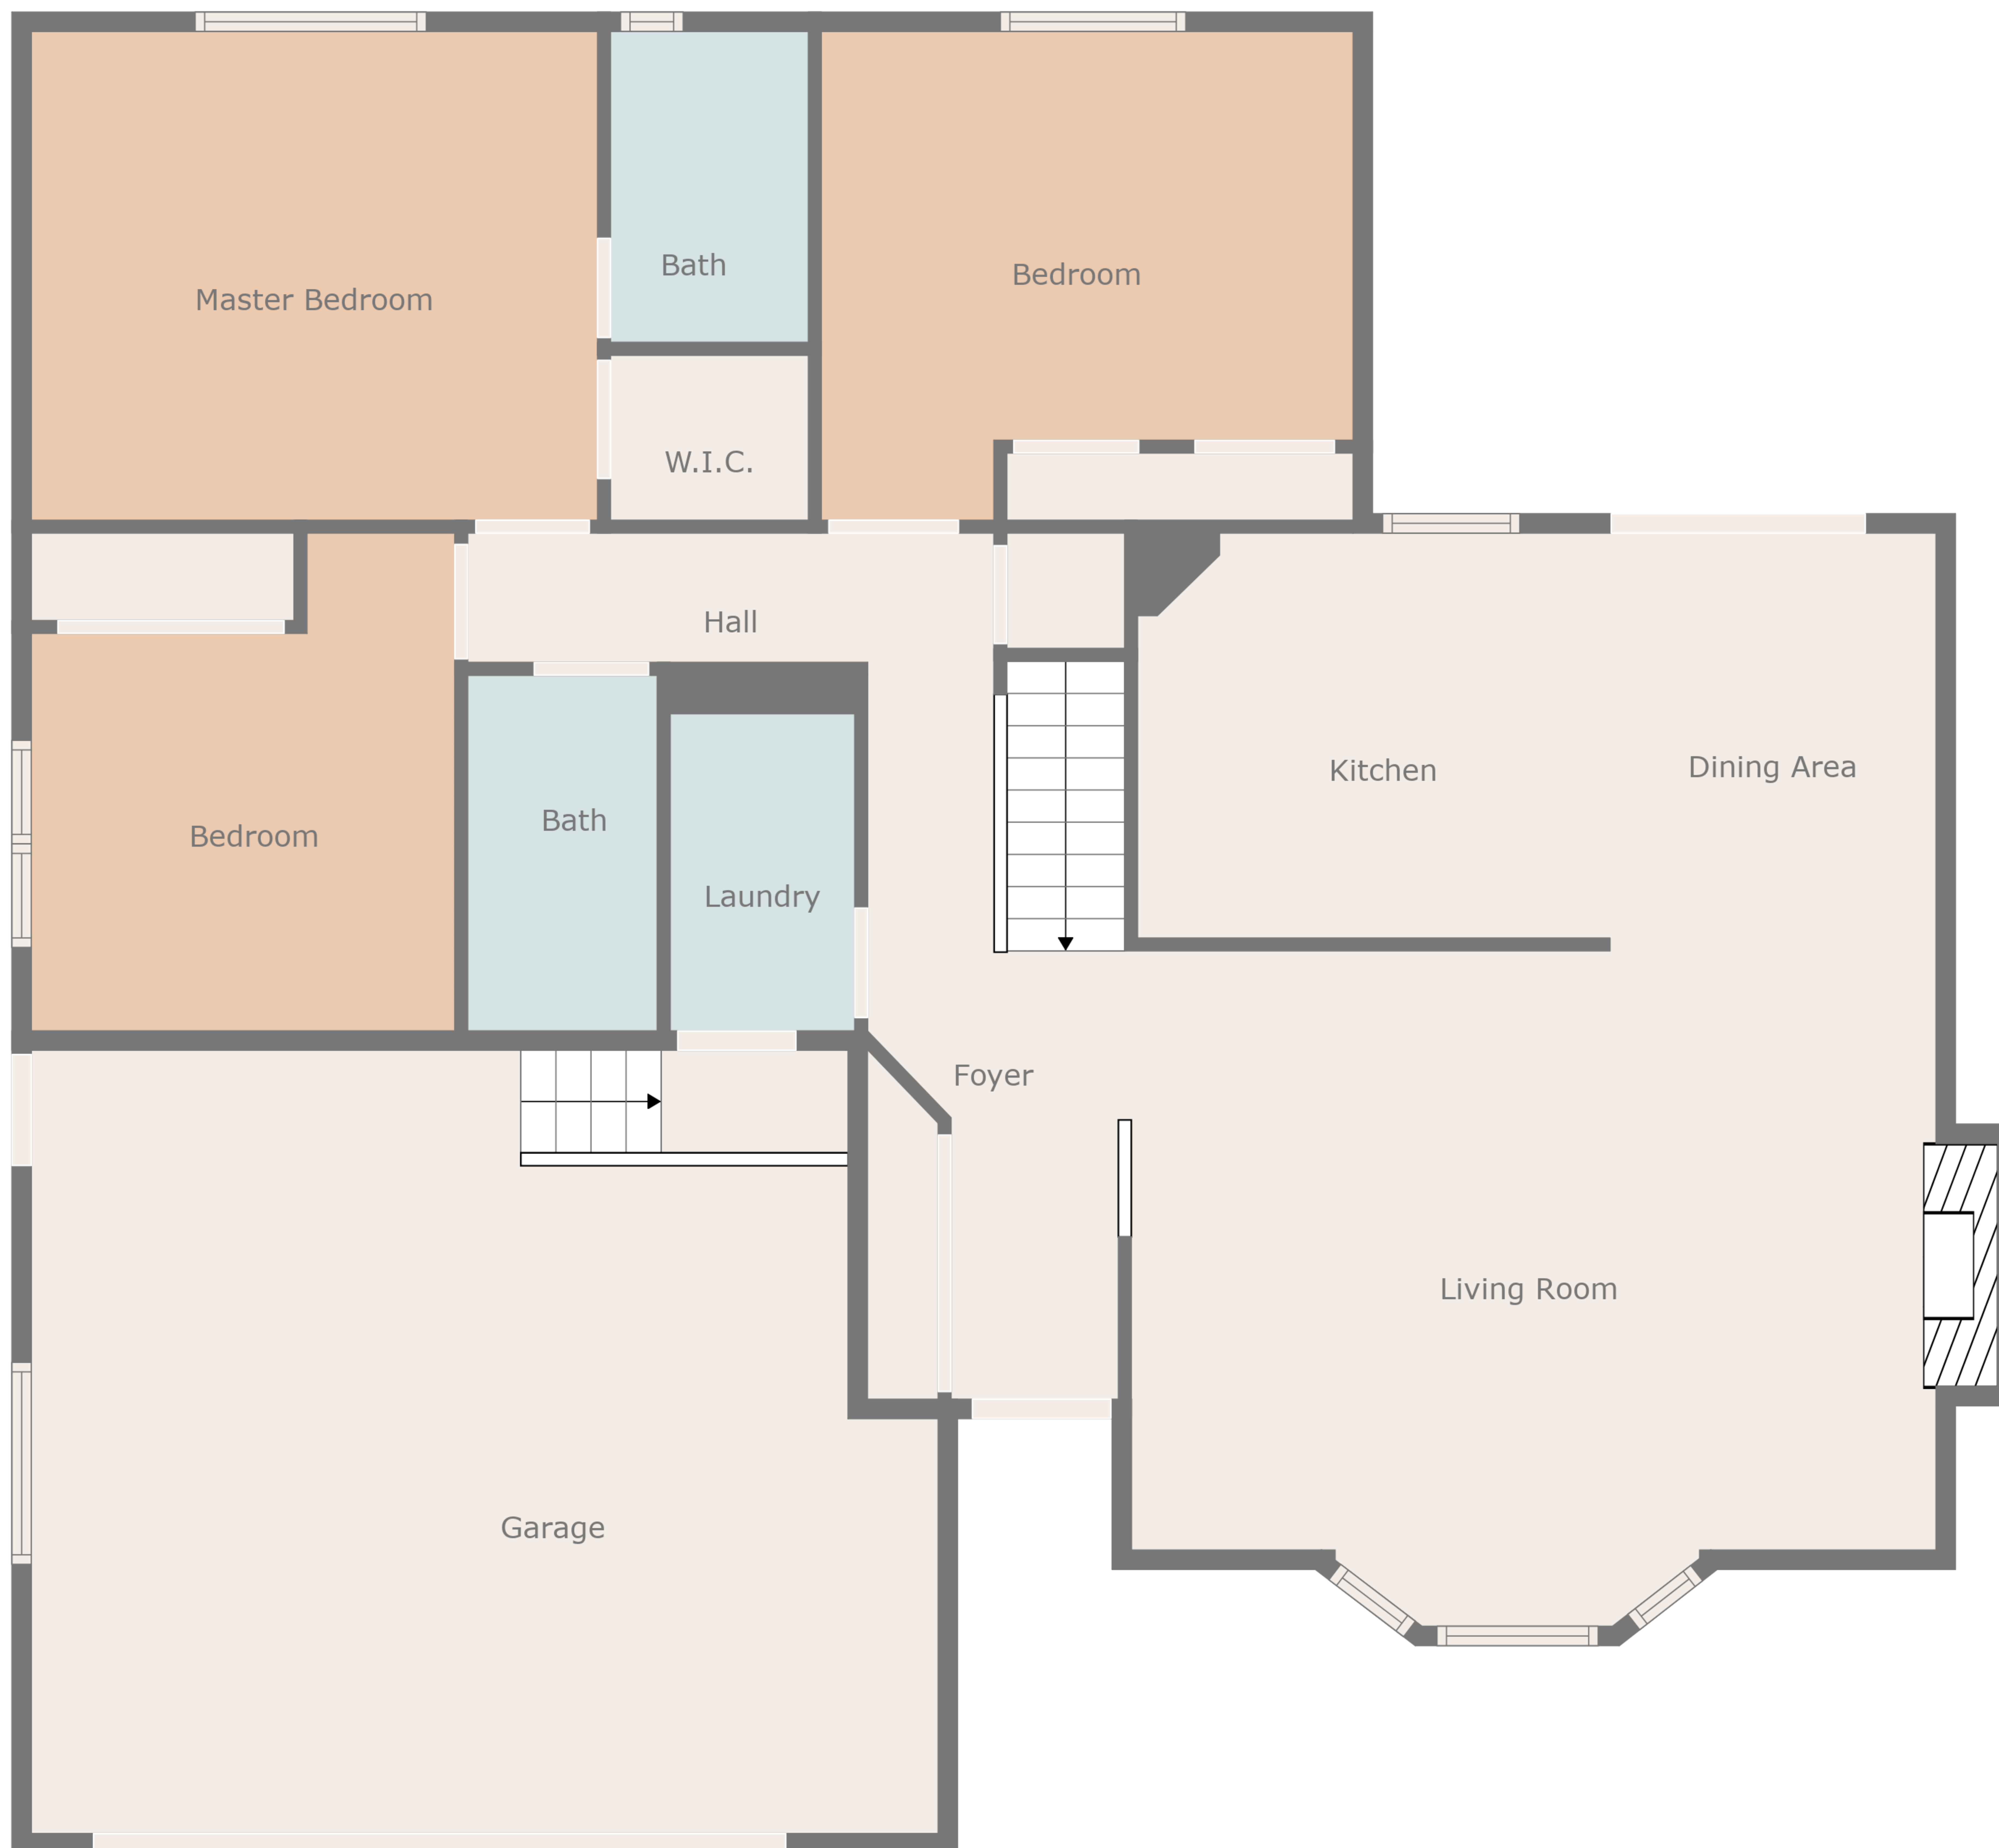 Master Bedroom
Bath
Bedroom
W.I.C.
Hall
Kitchen
Dining Area
Bedroom
Bath
Laundry
Foyer
Living Room
Garage